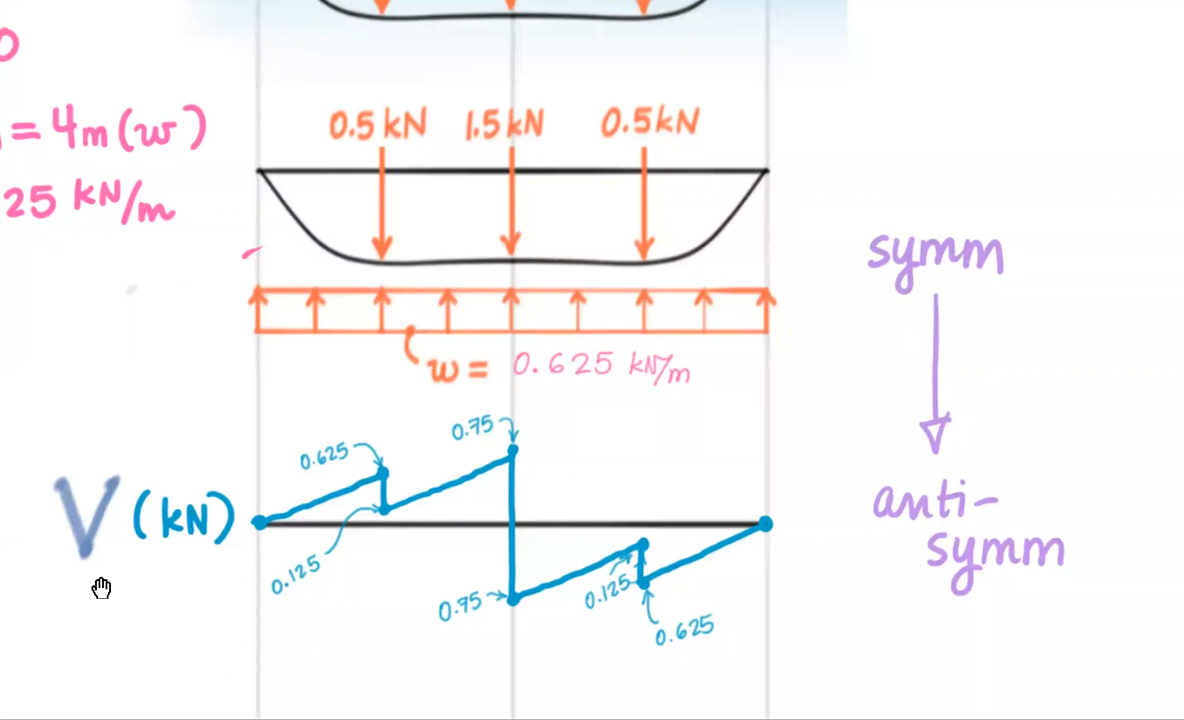 = 4m (w)
25 kN/m
0.5 kN 1.5 kN 0.5 kN
w = 0.625 kN/m
symm
anti-
symm
V (kN)
0.625
0.75
0.125
0.75
0.125
0.625